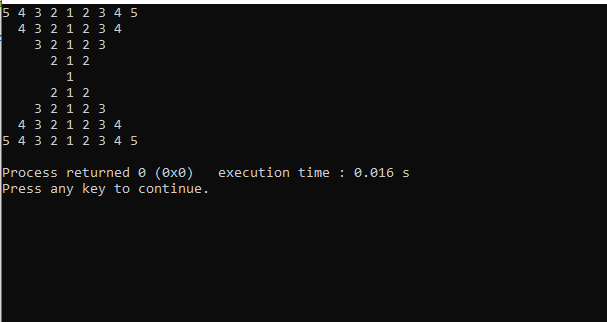 5 4 3 2 1 2 3 4 5
  4 3 2 1 2 3 4
    3 2 1 2 3
      2 1 2
        1
      2 1 2
    3 2 1 2 3
  4 3 2 1 2 3 4
5 4 3 2 1 2 3 4 5

Process returned 0 (0x0)   execution time : 0.016 s
Press any key to continue.